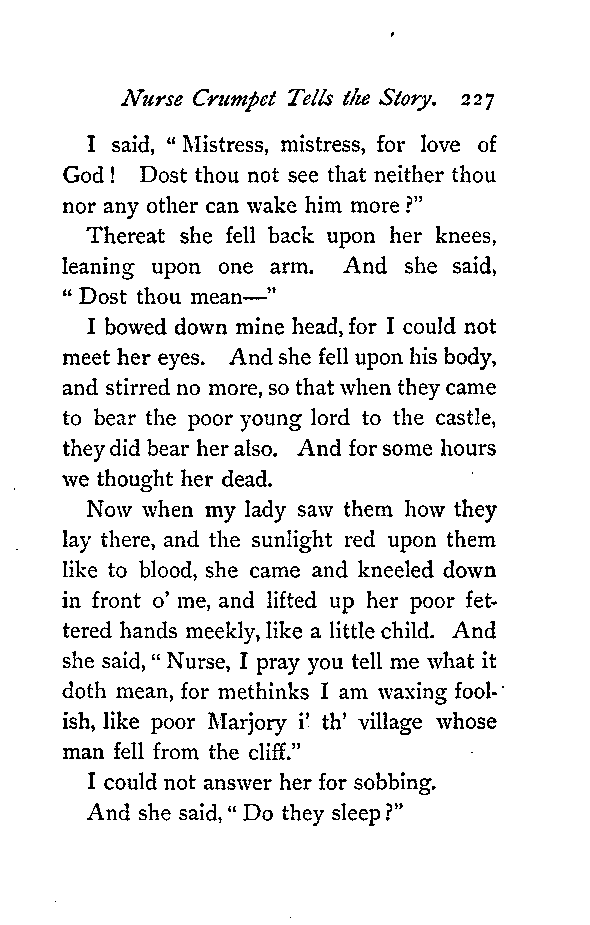 Nurse Crumpet Tells the Story. 227
I said, “ Mistress, mistress, for love of
God ! Dost thou not see that neither thou
nor any other can wake him more ?”
Thereat she fell back upon her knees,
leaning upon one arm. And she said,
“ Dost thou mean—”
I bowed down mine head, for I could not
meet her eyes. And she fell upon his body,
and stirred no more, so that when they came
to bear the poor young lord to the castle,
they did bear her also. And for some hours
we thought her dead.
Now when my lady saw them how they
lay there, and the sunlight red upon them
like to blood, she came and kneeled down
in front o’ me, and lifted up her poor fet-
tered hands meekly, like a little child. And
she said, “ Nurse, I pray you tell me what it
doth mean, for methinks I am waxing fool-
ish, like poor Marjory i’ th’ village whose
man fell from the cliff.”
I could not answer her for sobbing.
And she said, “ Do they sleep ?”